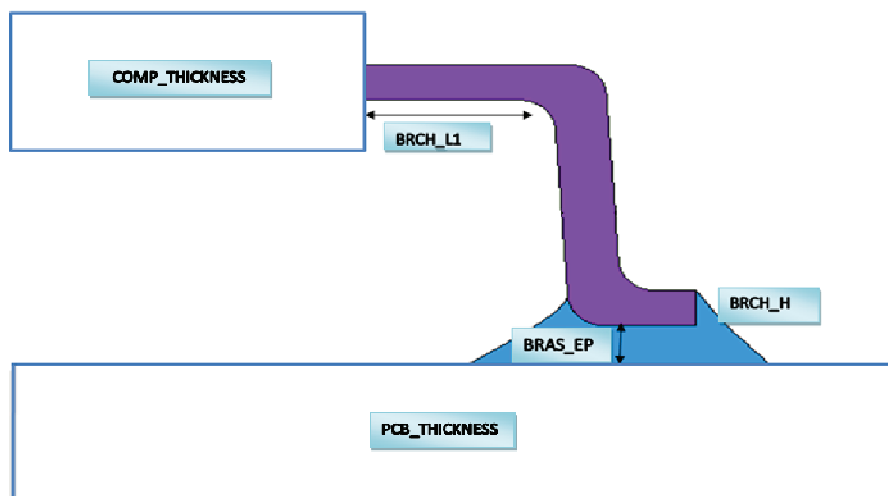 COMP_THICKNESS
BRCH_L1
BRCH_H
BRAS_EP
PCB_THICKNESS